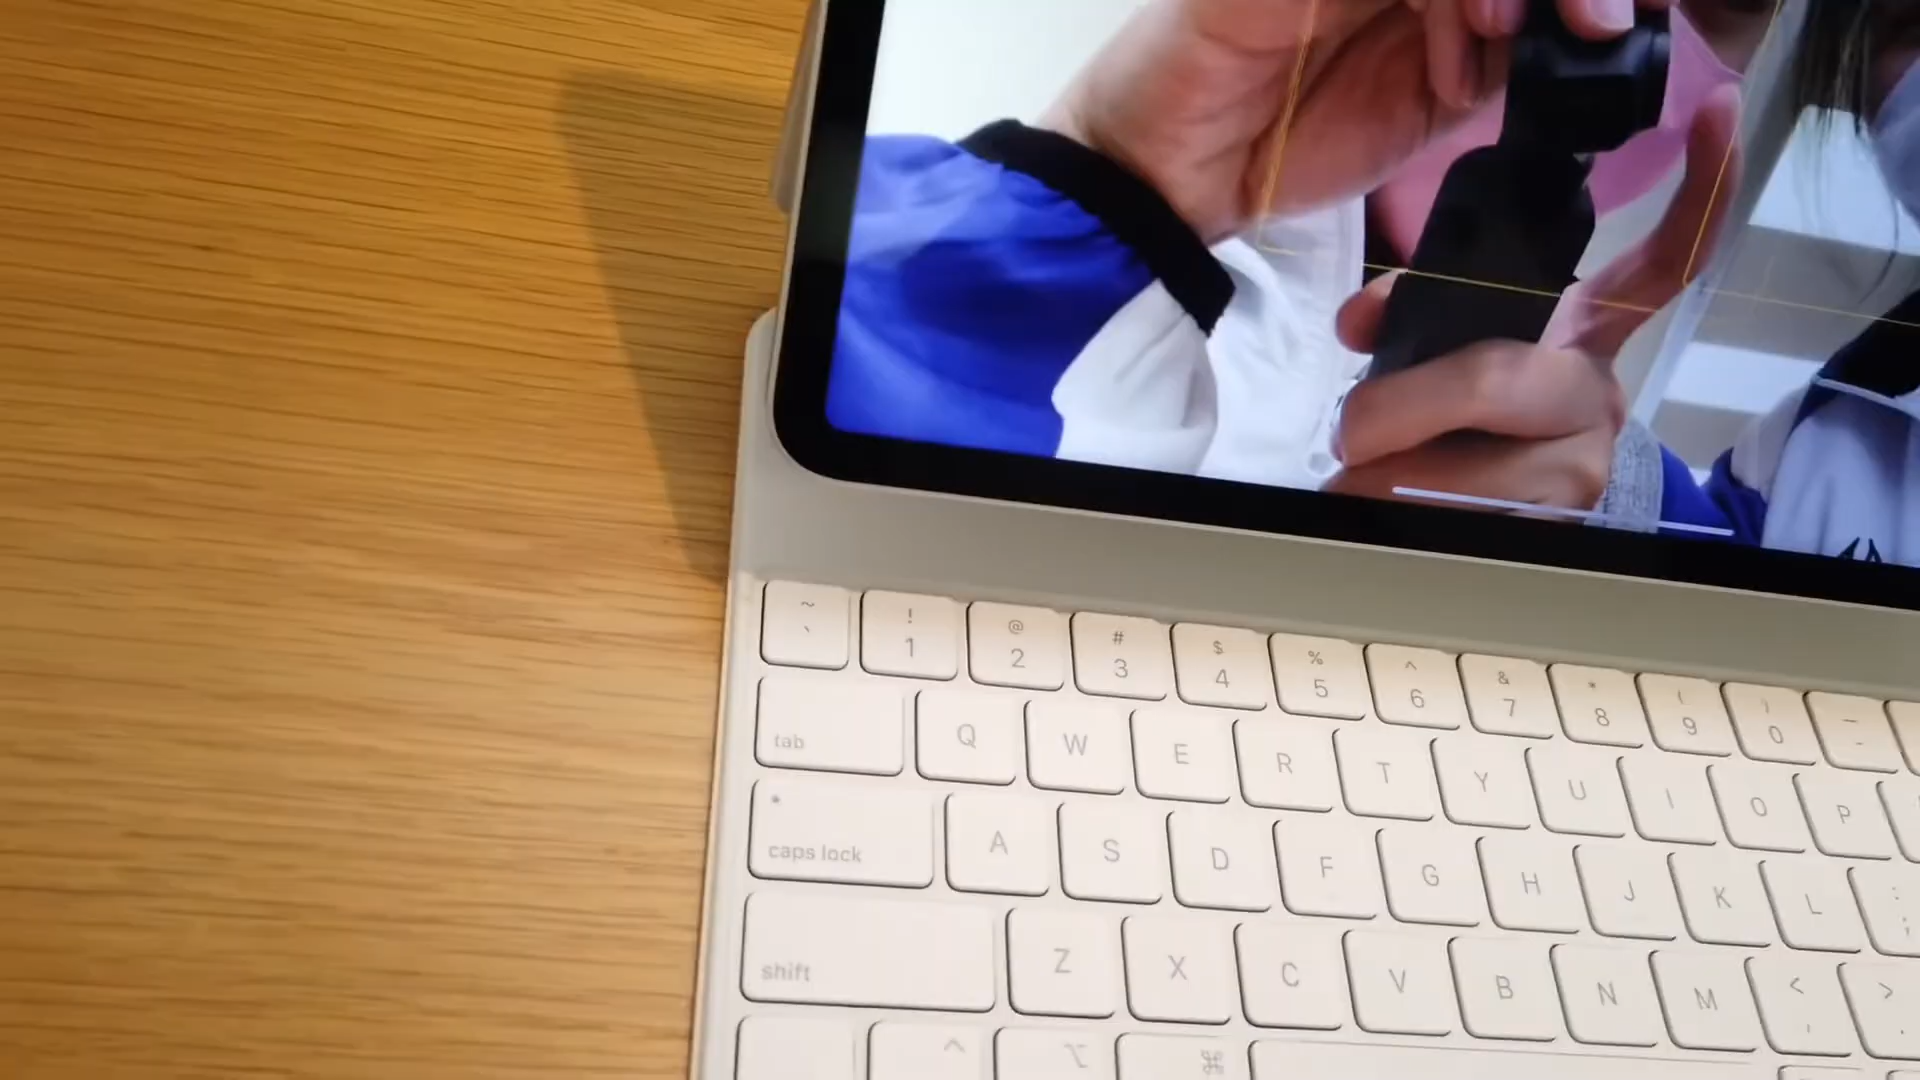 ~ ! @ # $ % ^ & * ( ) —
` 1 2 3 4 5 6 7 8 9 0 -
tab Q W E R T Y U I O P
caps lock A S D F G H J K L : ;
shift Z X C V B N M < , > .
^ ⌥ ⌘